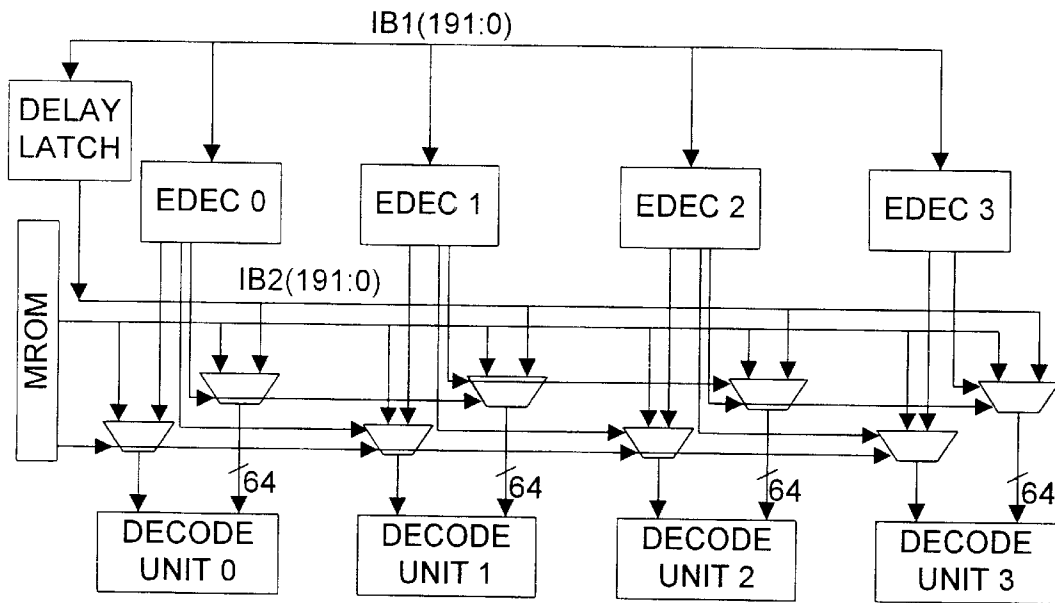 IB1(191:0)
DELAY
LATCH
EDEC 0
EDEC 1
EDEC 2
EDEC 3
MROM
IB2(191:0)
64
64
64
64
DECODE
UNIT 0
DECODE
UNIT 1
DECODE
UNIT 2
DECODE
UNIT 3